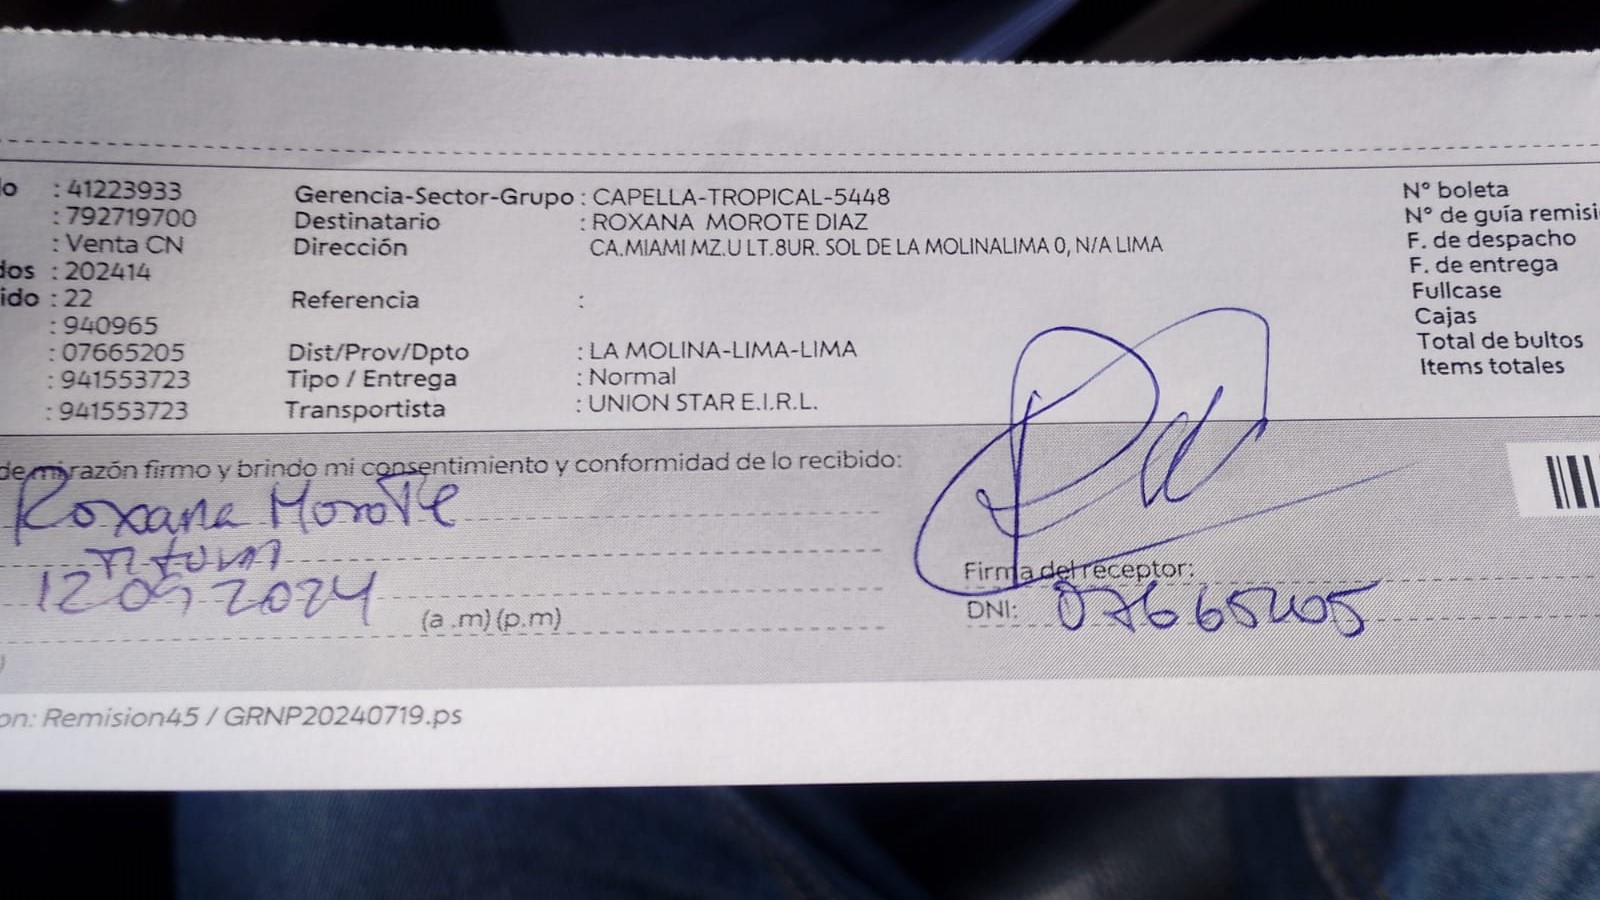 do : 41223933
: 792719700
: Venta CN
dos : 202414
ido : 22
: 940965
: 07665205
: 941553723
: 941553723
Gerencia-Sector-Grupo : CAPELLA-TROPICAL-5448
Destinatario : ROXANA MOROTE DIAZ
Dirección CA.MIAMI MZ.U LT.8UR. SOL DE LA MOLINALIMA 0, N/A LIMA
Referencia :
Dist/Prov/Dpto : LA MOLINA-LIMA-LIMA
Tipo / Entrega : Normal
Transportista : UNION STAR E.I.R.L.
N° boleta
N° de guía remisi
F. de despacho
F. de entrega
Fullcase
Cajas
Total de bultos
Items totales
de mi razón firmo y brindo mi consentimiento y conformidad de lo recibido:
Roxana Morote
12 09 2024
(a .m) (p.m)
Firma del receptor:
DNI: 07665205
on: Remision45 / GRNP20240719.ps